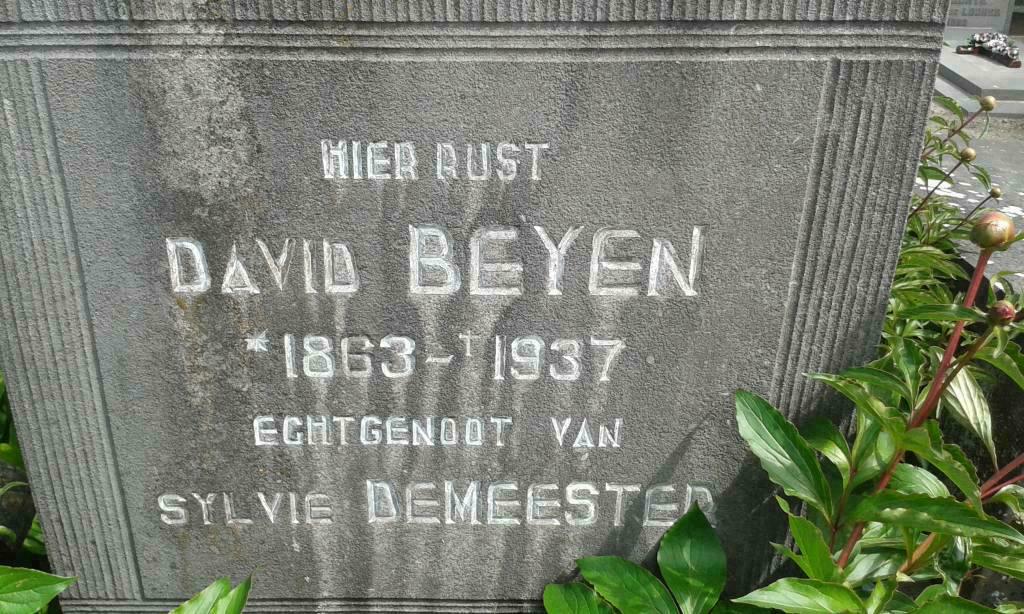 HIER RUST
DAVID BEYEN
* 1863 - † 1937
ECHTGENOOT VAN
SYLVIE DEMEESTER